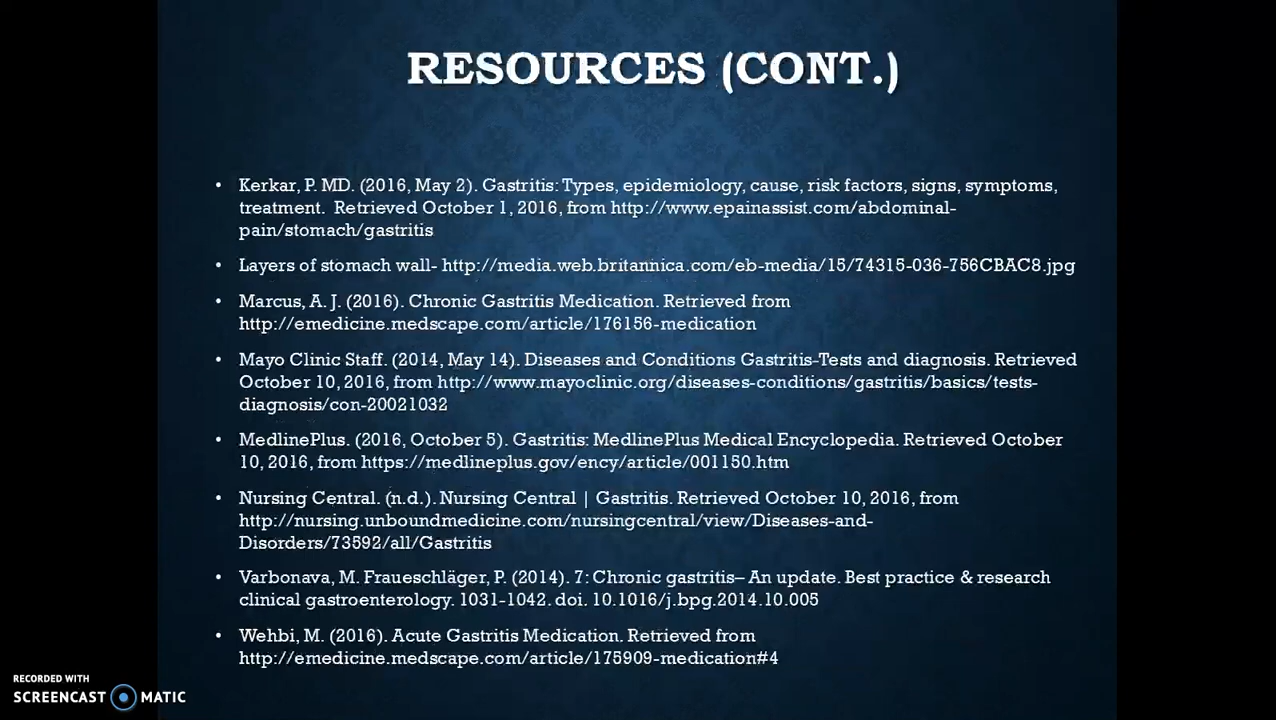 RESOURCES (CONT.)
• Kerkar, P. MD. (2016, May 2). Gastritis: Types, epidemiology, cause, risk factors, signs, symptoms,
treatment. Retrieved October 1, 2016, from http://www.epainassist.com/abdominal-
pain/stomach/gastritis
• Layers of stomach wall- http://media.web.britannica.com/eb-media/15/74315-036-756CBAC8.jpg
• Marcus, A. J. (2016). Chronic Gastritis Medication. Retrieved from
http://emedicine.medscape.com/article/176156-medication
• Mayo Clinic Staff. (2014, May 14). Diseases and Conditions Gastritis-Tests and diagnosis. Retrieved
October 10, 2016, from http://www.mayoclinic.org/diseases-conditions/gastritis/basics/tests-
diagnosis/con-20021032
• MedlinePlus. (2016, October 5). Gastritis: MedlinePlus Medical Encyclopedia. Retrieved October
10, 2016, from https://medlineplus.gov/ency/article/001150.htm
• Nursing Central. (n.d.). Nursing Central | Gastritis. Retrieved October 10, 2016, from
http://nursing.unboundmedicine.com/nursingcentral/view/Diseases-and-
Disorders/73592/all/Gastritis
• Varbonava, M. Fraueschläger, P. (2014). 7: Chronic gastritis– An update. Best practice & research
clinical gastroenterology. 1031-1042. doi. 10.1016/j.bpg.2014.10.005
• Wehbi, M. (2016). Acute Gastritis Medication. Retrieved from
http://emedicine.medscape.com/article/175909-medication#4
RECORDED WITH
SCREENCAST MATIC